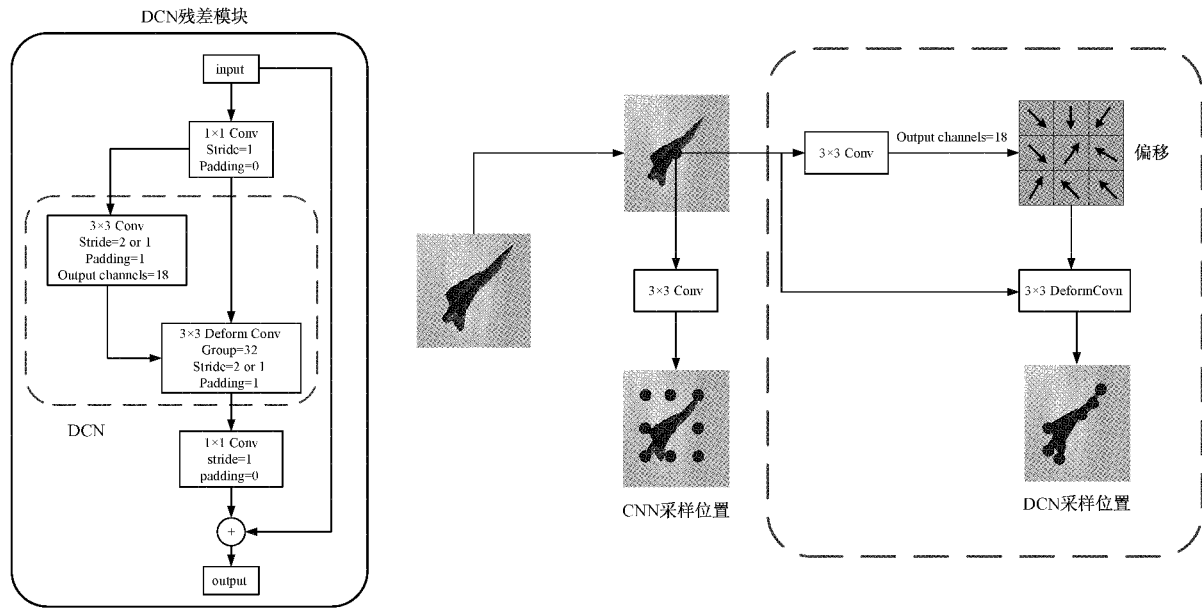 DCN残差模块
input
1×1 Conv
Stride=1
Padding=0
3×3 Conv
Stride=2 or 1
Padding=1
Output channels=18
3×3 Deform Conv
Group=32
Stride=2 or 1
Padding=1
DCN
1×1 Conv
stride=1
padding=0
+
output
3×3 Conv
CNN采样位置
3×3 Conv
Output channels=18
偏移
3×3 DeformCovn
DCN采样位置